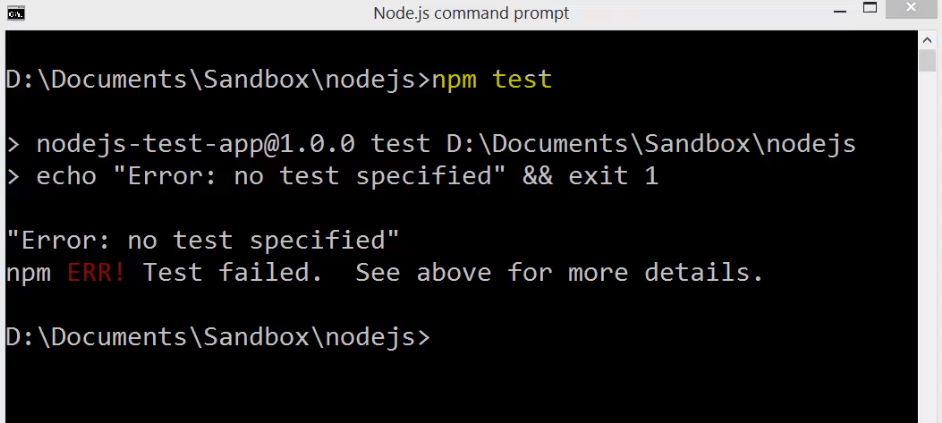 Node.js command prompt
D:\Documents\Sandbox\nodejs>npm test
> nodejs-test-app@1.0.0 test D:\Documents\Sandbox\nodejs
> echo "Error: no test specified" && exit 1
"Error: no test specified"
npm ERR! Test failed.  See above for more details.
D:\Documents\Sandbox\nodejs>